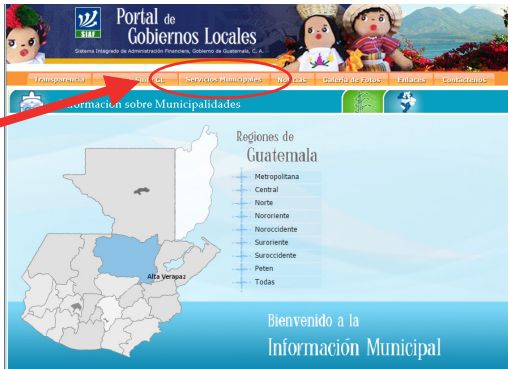 SIAF
Portal de
Gobiernos Locales
Sistema Integrado de Administración Financiera, Gobierno de Guatemala, C. A.
Transparencia GL Servicios Municipales Noticias Galería de Fotos Enlaces Contáctenos
Información sobre Municipalidades
Regiones de
Guatemala
Metropolitana
Central
Norte
Nororiente
Noroccidente
Suroriente
Suroccidente
Peten
Todas
Alta Verapaz
Bienvenido a la
Información Municipal